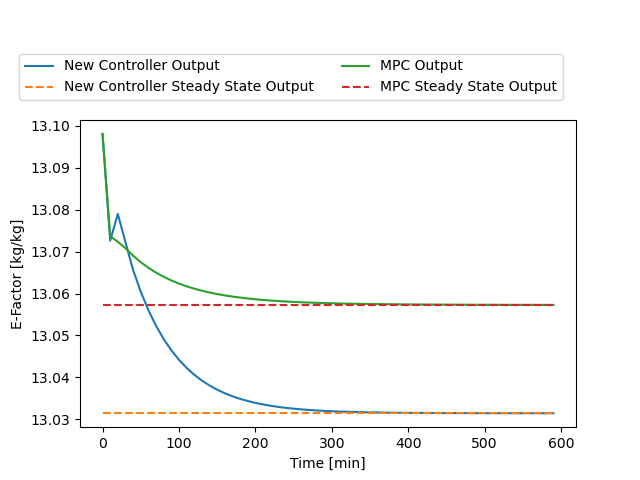 New Controller Output
New Controller Steady State Output
MPC Output
MPC Steady State Output
13.10
13.09
13.08
13.07
13.06
13.05
13.04
13.03
E-Factor [kg/kg]
0 100 200 300 400 500 600
Time [min]